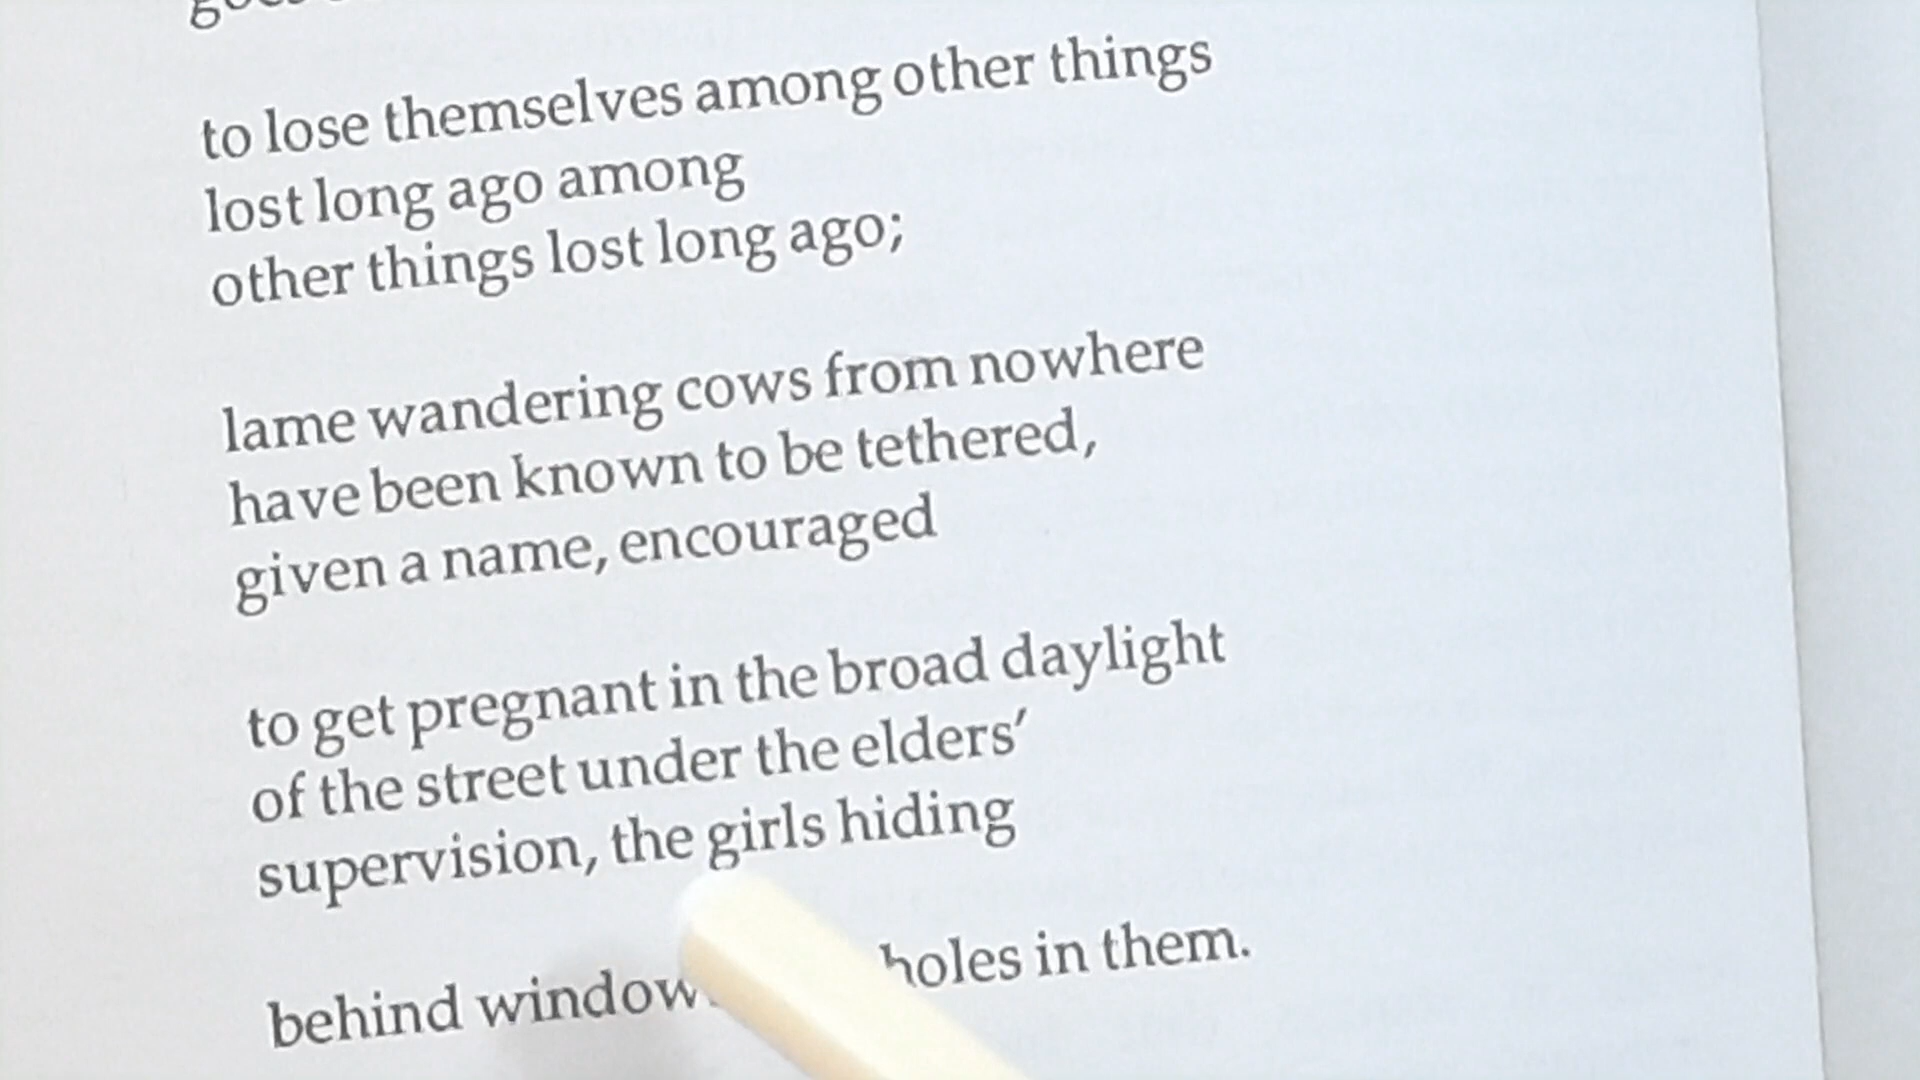 to lose themselves among other things
lost long ago among
other things lost long ago;
lame wandering cows from nowhere
have been known to be tethered,
given a name, encouraged
to get pregnant in the broad daylight
of the street under the elders'
supervision, the girls hiding
behind holes in them.